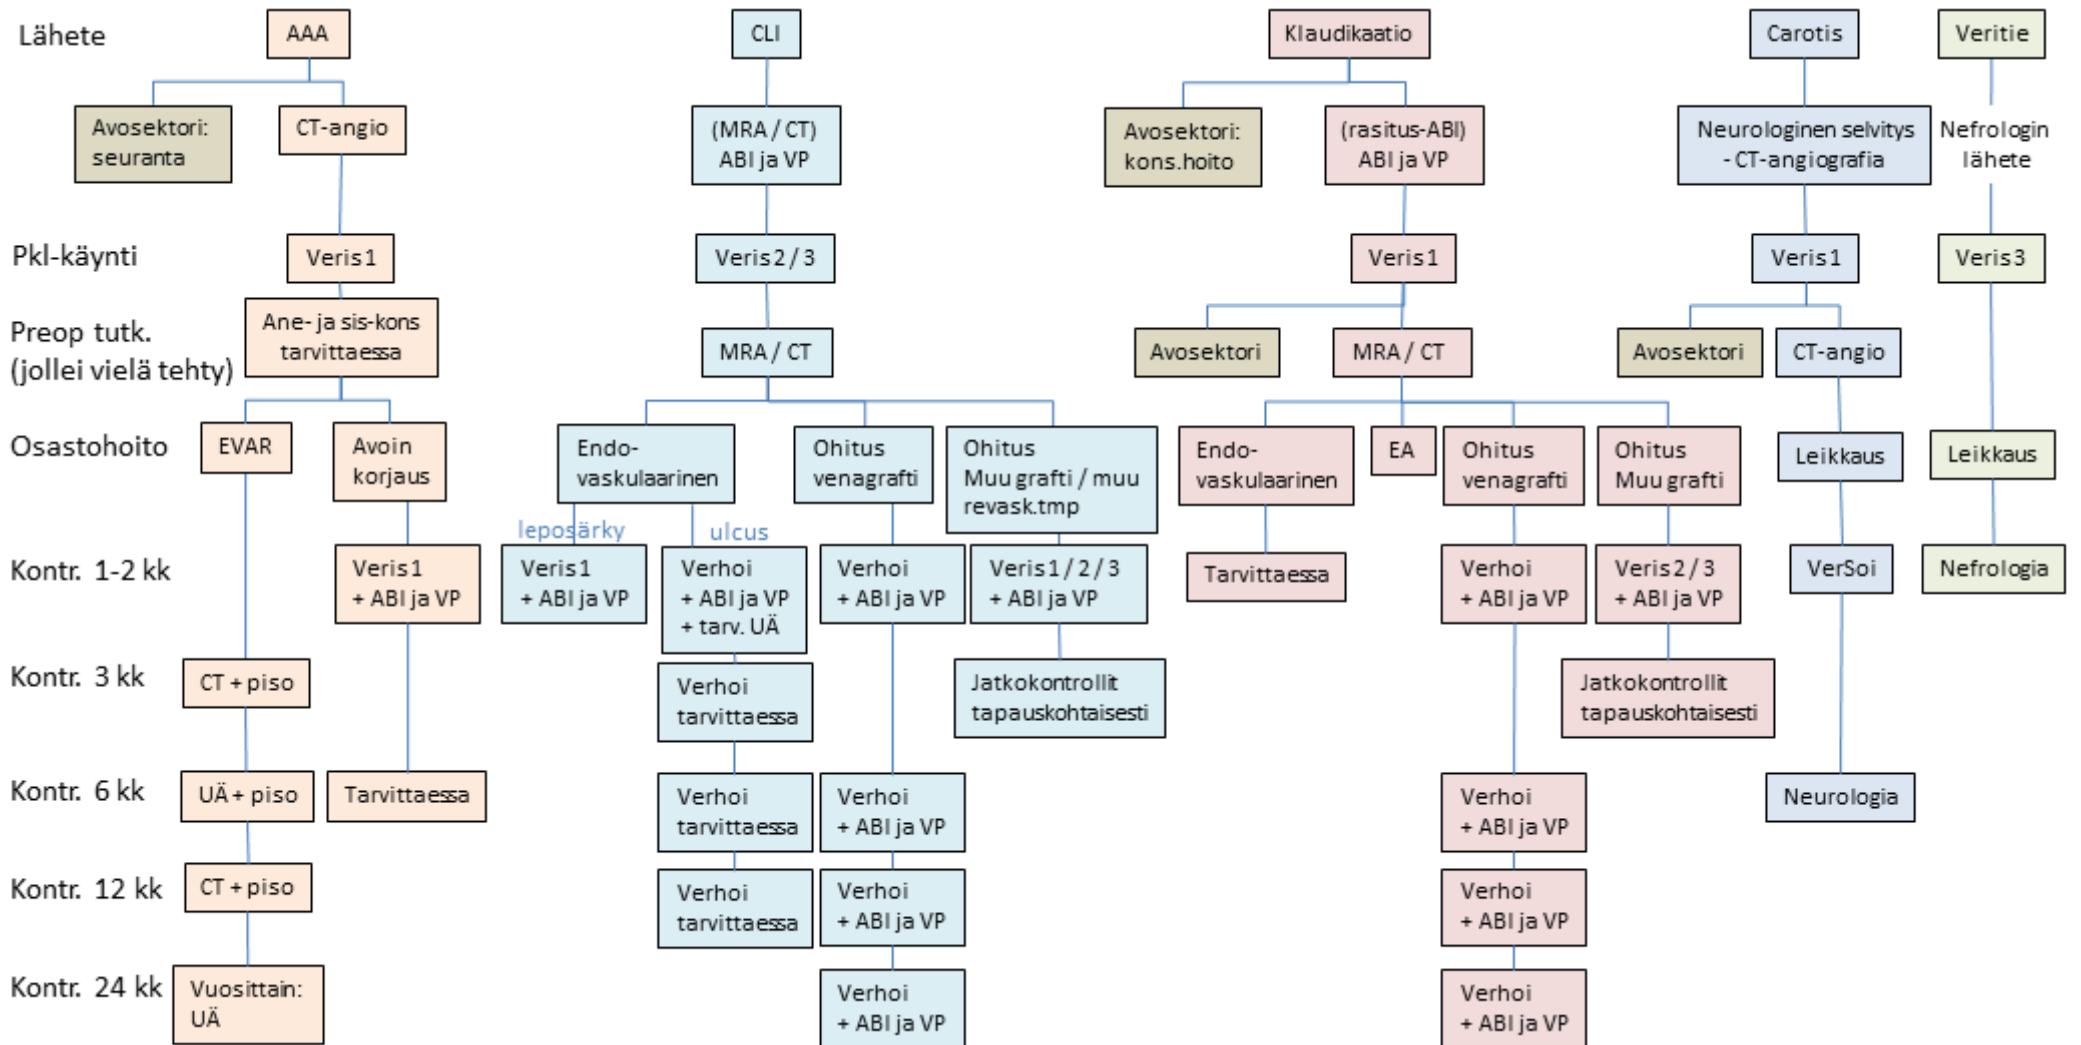 Lähete
AAA
CLI
Klaudikaatio
Carotis
Veritie
Avosektori:
seuranta
CT-angio
(MRA / CT)
ABI ja VP
Avosektori:
kons.hoito
(rasitus-ABI)
ABI ja VP
Neurologinen selvitys
- CT-angiografia
Nefrologin
lähete
Pkl-käynti
Veris 1
Veris 2 / 3
Veris 1
Veris 1
Veris 3
Preop tutk.
(jollei vielä tehty)
Ane- ja sis-kons
tarvittaessa
MRA / CT
Avosektori
MRA / CT
Avosektori
CT-angio
Osastohoito
EVAR
Avoin
korjaus
Endo-
vaskulaarinen
Ohitus
venagrafti
Ohitus
Muu grafti / muu
revask.tmp
Endo-
vaskulaarinen
EA
Ohitus
venagrafti
Ohitus
Muu grafti
Leikkaus
Leikkaus
leposärky
ulcus
Kontr. 1-2 kk
Veris 1
+ ABI ja VP
Veris 1
+ ABI ja VP
Verhoi
+ ABI ja VP
+ tarv. UÄ
Verhoi
+ ABI ja VP
Veris 1 / 2 / 3
+ ABI ja VP
Tarvittaessa
Verhoi
+ ABI ja VP
Veris 2 / 3
+ ABI ja VP
VerSoi
Nefrologia
Kontr. 3 kk
CT + piso
Verhoi
tarvittaessa
Jatkokontrollit
tapauskohtaisesti
Jatkokontrollit
tapauskohtaisesti
Kontr. 6 kk
UÄ + piso
Tarvittaessa
Verhoi
tarvittaessa
Verhoi
+ ABI ja VP
Verhoi
+ ABI ja VP
Neurologia
Kontr. 12 kk
CT + piso
Verhoi
tarvittaessa
Verhoi
+ ABI ja VP
Verhoi
+ ABI ja VP
Kontr. 24 kk
Vuosittain:
UÄ
Verhoi
+ ABI ja VP
Verhoi
+ ABI ja VP